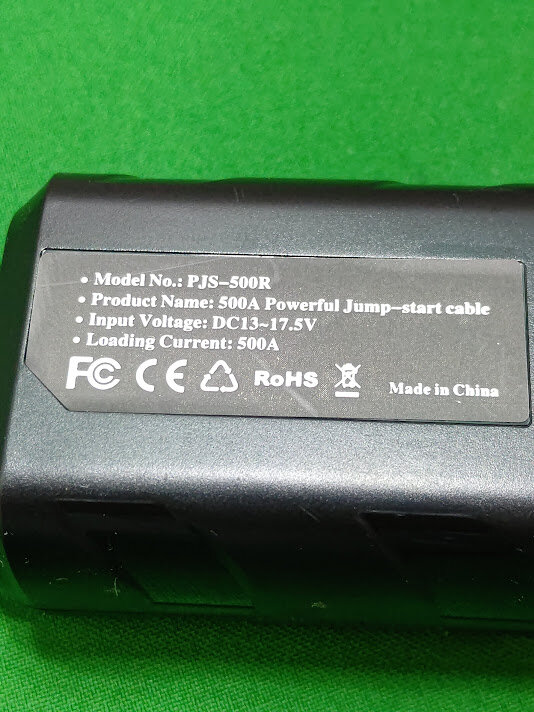 • Model No.: PJS-500R
• Product Name: 500A Powerful Jump-start cable
• Input Voltage: DC13~17.5V
• Loading Current: 500A
FC CE RoHS Made in China